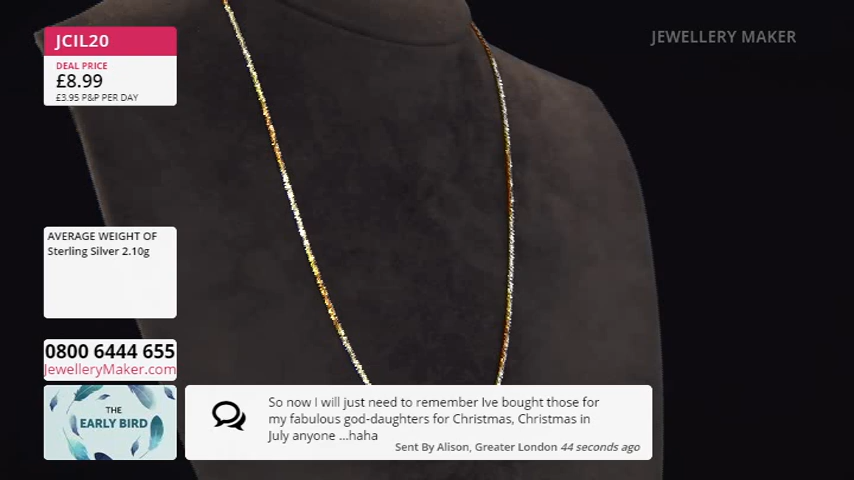 JCIL20
DEAL PRICE
£8.99
£3.95 P&P PER DAY
JEWELLERY MAKER
AVERAGE WEIGHT OF
Sterling Silver 2.10g
0800 6444 655
JewelleryMaker.com
THE
EARLY BIRD
So now I will just need to remember Ive bought those for
my fabulous god-daughters for Christmas, Christmas in
July anyone ...haha
Sent By Alison, Greater London 44 seconds ago